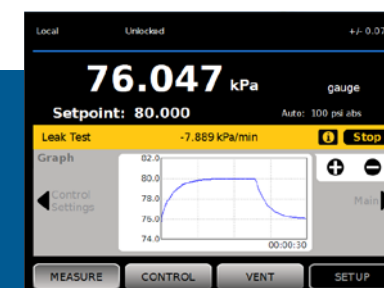 Local Unlocked +/- 0.07
76.047 kPa gauge
Setpoint: 80.000 Auto: 100 psi abs
Leak Test -7.889 kPa/min i Stop
Graph
82.0
80.0
78.0
76.0
74.0
00:00:30
Control
Settings
Main
MEASURE CONTROL VENT SETUP